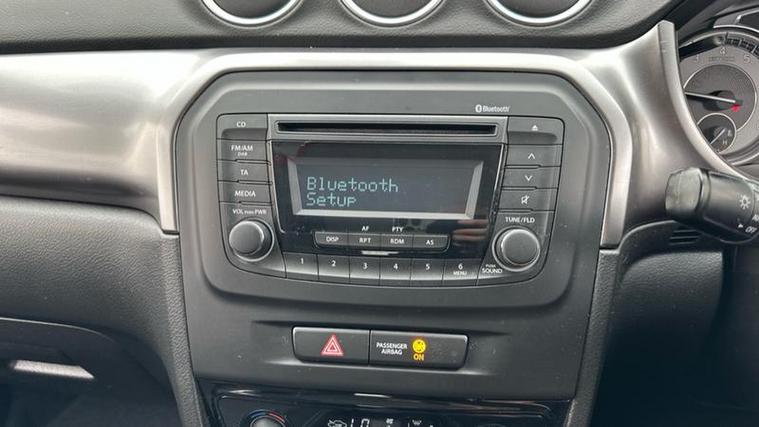 Bluetooth
CD
FM/AM
DAB
TA
MEDIA
VOL PUSH PWR
Bluetooth
Setup
AF PTY
DISP RPT RDM AS
TUNE/FLD
PUSH
SOUND
1 2 3 4 5 6
MENU
PASSENGER
AIRBAG
ON
OFF